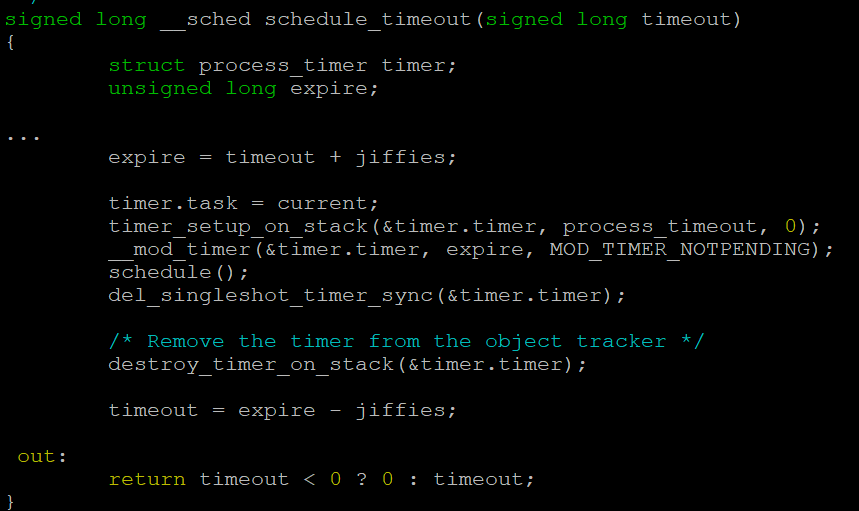 signed long __sched schedule_timeout(signed long timeout)
{
        struct process_timer timer;
        unsigned long expire;

...
        expire = timeout + jiffies;

        timer.task = current;
        timer_setup_on_stack(&timer.timer, process_timeout, 0);
        __mod_timer(&timer.timer, expire, MOD_TIMER_NOTPENDING);
        schedule();
        del_singleshot_timer_sync(&timer.timer);

        /* Remove the timer from the object tracker */
        destroy_timer_on_stack(&timer.timer);

        timeout = expire - jiffies;

 out:
        return timeout < 0 ? 0 : timeout;
}